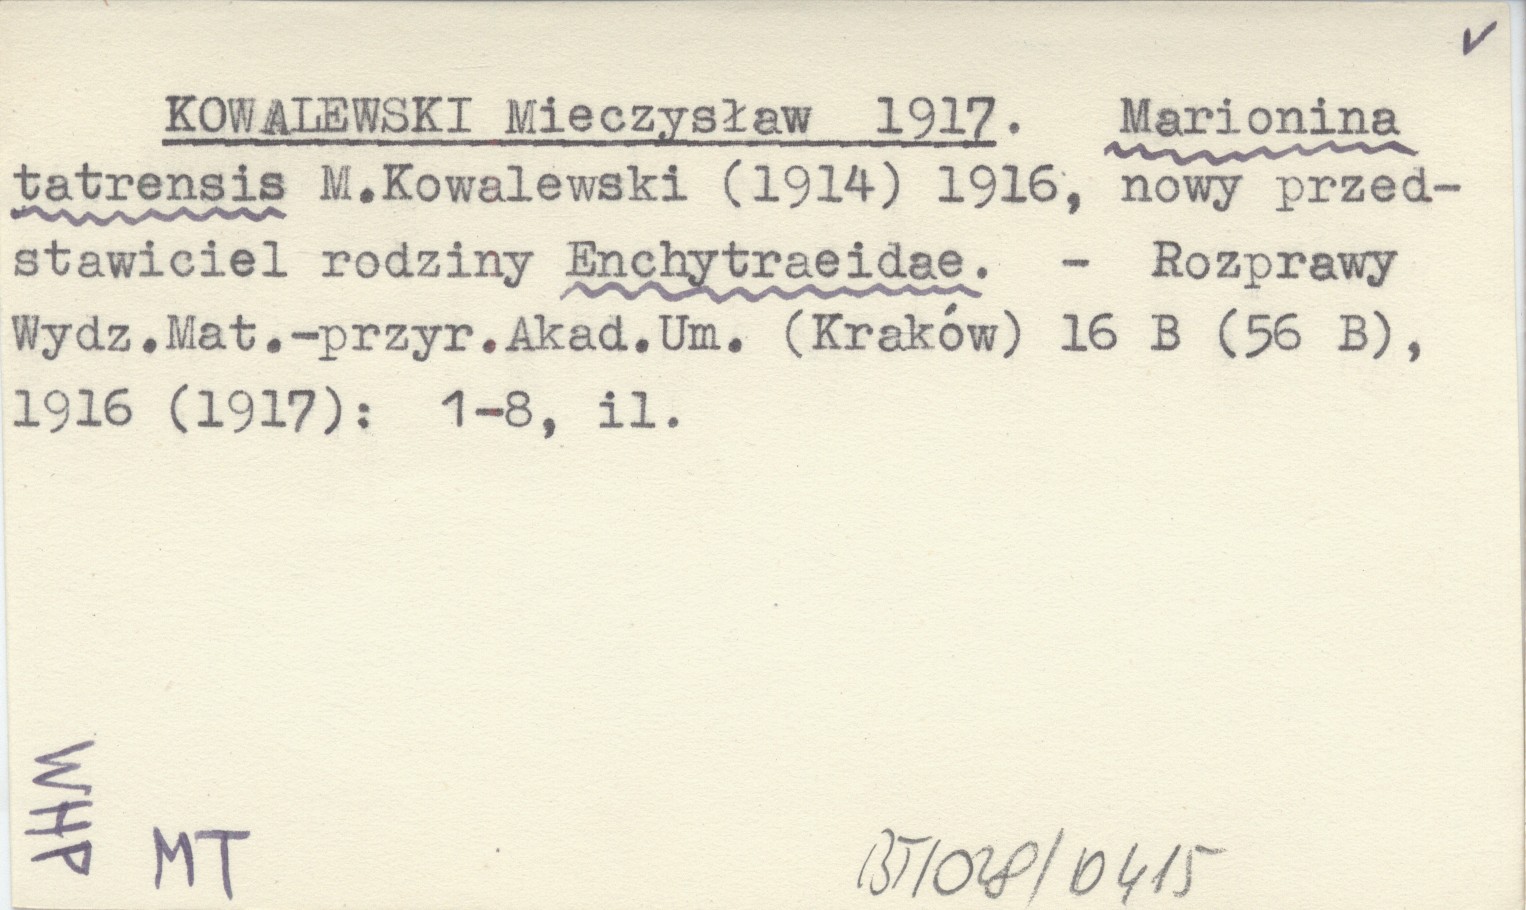 KOWALEWSKI Mieczysław 1917. Marionina
tatrensis M.Kowalewski (1914) 1916, nowy przed-
stawiciel rodziny Enchytraeidae. - Rozprawy
Wydz.Mat.-przyr.Akad.Um. (Kraków) 16 B (56 B),
1916 (1917): 1-8, il.
WHP
MT
BT/028/0415